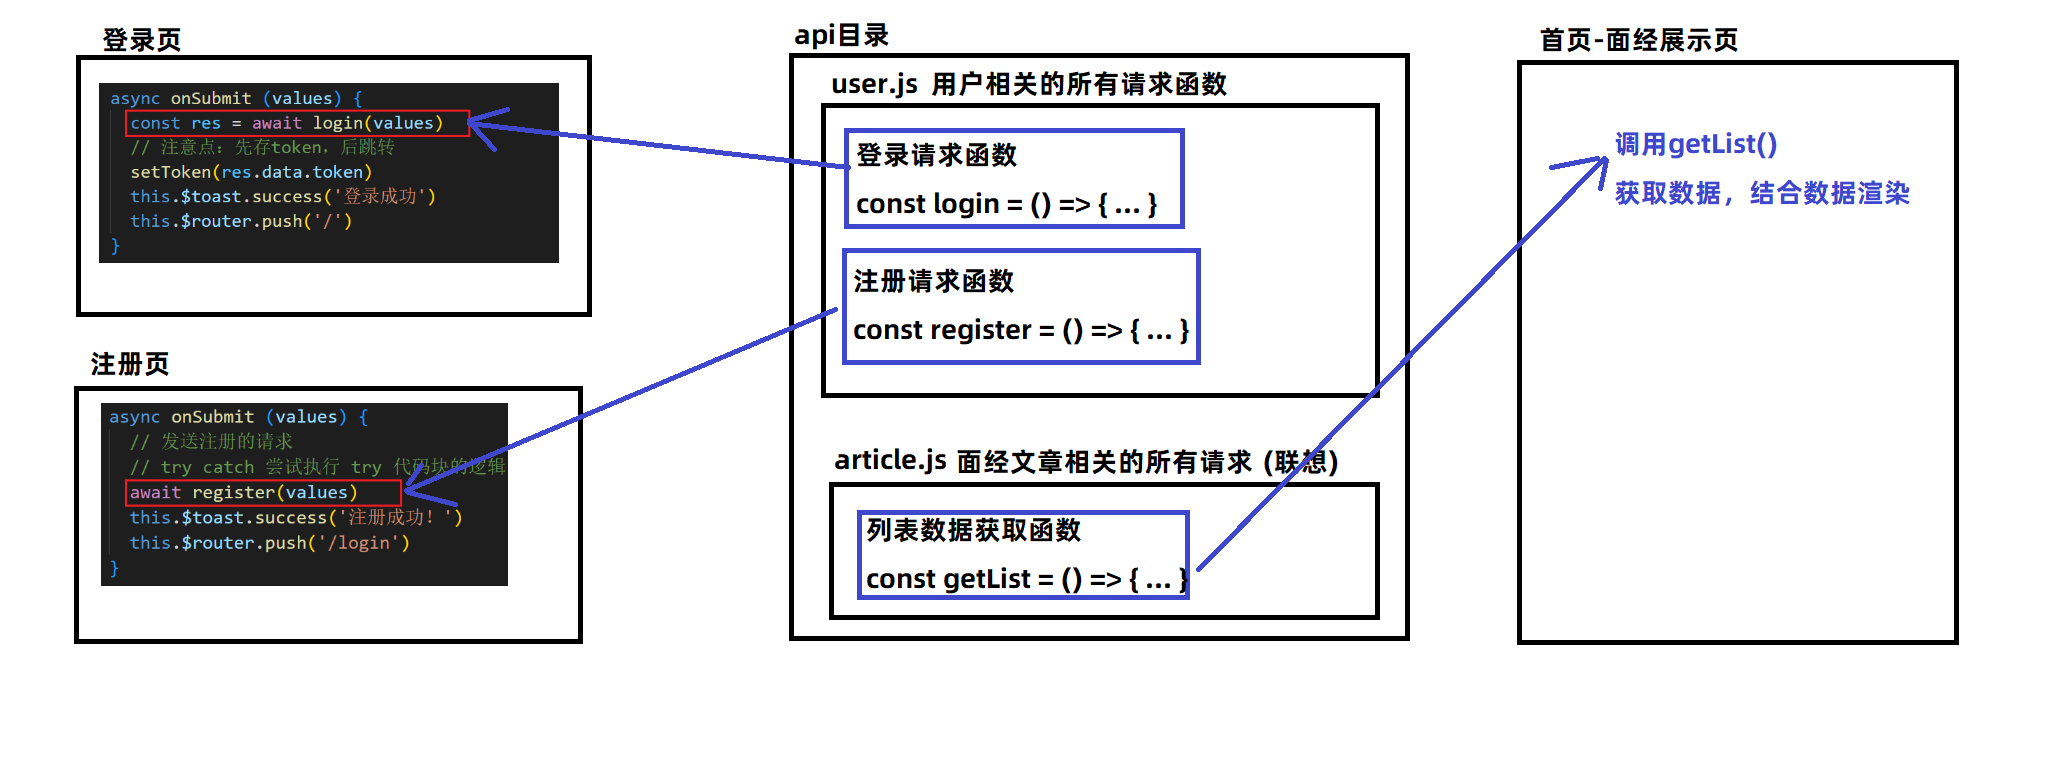 登录页
async onSubmit (values) {
const res = await login(values)
// 注意点：先存token，后跳转
setToken(res.data.token)
this.$toast.success('登录成功')
this.$router.push('/')
}
注册页
async onSubmit (values) {
// 发送注册的请求
// try catch 尝试执行 try 代码块的逻辑
await register(values)
this.$toast.success('注册成功！')
this.$router.push('/login')
}
api目录
user.js 用户相关的所有请求函数
登录请求函数
const login = () => { ... }
注册请求函数
const register = () => { ... }
article.js 面经文章相关的所有请求 (联想)
列表数据获取函数
const getList = () => { ... }
首页-面经展示页
调用getList()
获取数据，结合数据渲染